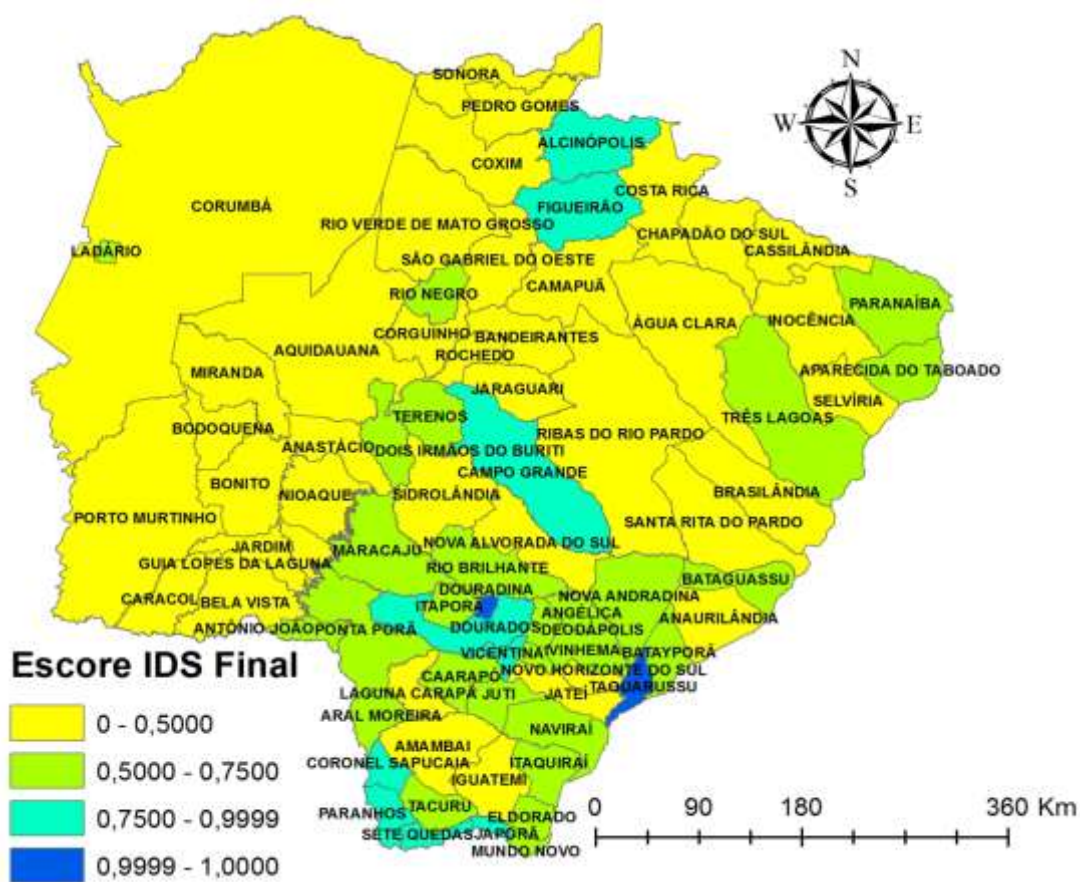 N
W E
S
SONORA
PEDRO GOMES
ALCINÓPOLIS
COXIM
COSTA RICA
CORUMBÁ
FIGUEIRÃO
RIO VERDE DE MATO GROSSO
CHAPADÃO DO SUL
CASSILÂNDIA
LADÁRIO
SÃO GABRIEL DO OESTE
CAMAPUÃ
RIO NEGRO
PARANAÍBA
ÁGUA CLARA
INOCÊNCIA
CORGUINHO
BANDEIRANTES
AQUIDAUANA
ROCHEDO
MIRANDA
APARECIDA DO TABOADO
JARAGUARI
SELVÍRIA
TERENOS
TRÊS LAGOAS
BODOQUENA
RIBAS DO RIO PARDO
ANASTÁCIO
DOIS IRMÃOS DO BURITI
CAMPO GRANDE
BONITO
NIOAQUE
SIDROLÂNDIA
BRASILÂNDIA
PORTO MURTINHO
SANTA RITA DO PARDO
JARDIM
MARACAJU
NOVA ALVORADA DO SUL
GUIA LOPES DA LAGUNA
RIO BRILHANTE
BATAGUASSU
DOURADINA
NOVA ANDRADINA
CARACOL
BELA VISTA
ITAPORÃ
ANGÉLICA
ANAURILÂNDIA
ANTÔNIO JOÃO
PONTA PORÃ
DOURADOS
DEODÁPOLIS
VICENTINA
IVINHEMA
BATAYPORÃ
Escore IDS Final
CAARAPÓ
NOVO HORIZONTE DO SUL
LAGUNA CARAPÃ
JUTI
JATEÍ
TAQUARUSSU
ARAL MOREIRA
NAVIRAÍ
0 - 0,5000
AMAMBAI
CORONEL SAPUCAIA
ITAQUIRAÍ
0,5000 - 0,7500
IGUATEMI
TACURU
PARANHOS
ELDORADO
0 90 180 360 Km
0,7500 - 0,9999
SETE QUEDAS
JAPORÃ
MUNDO NOVO
0,9999 - 1,0000